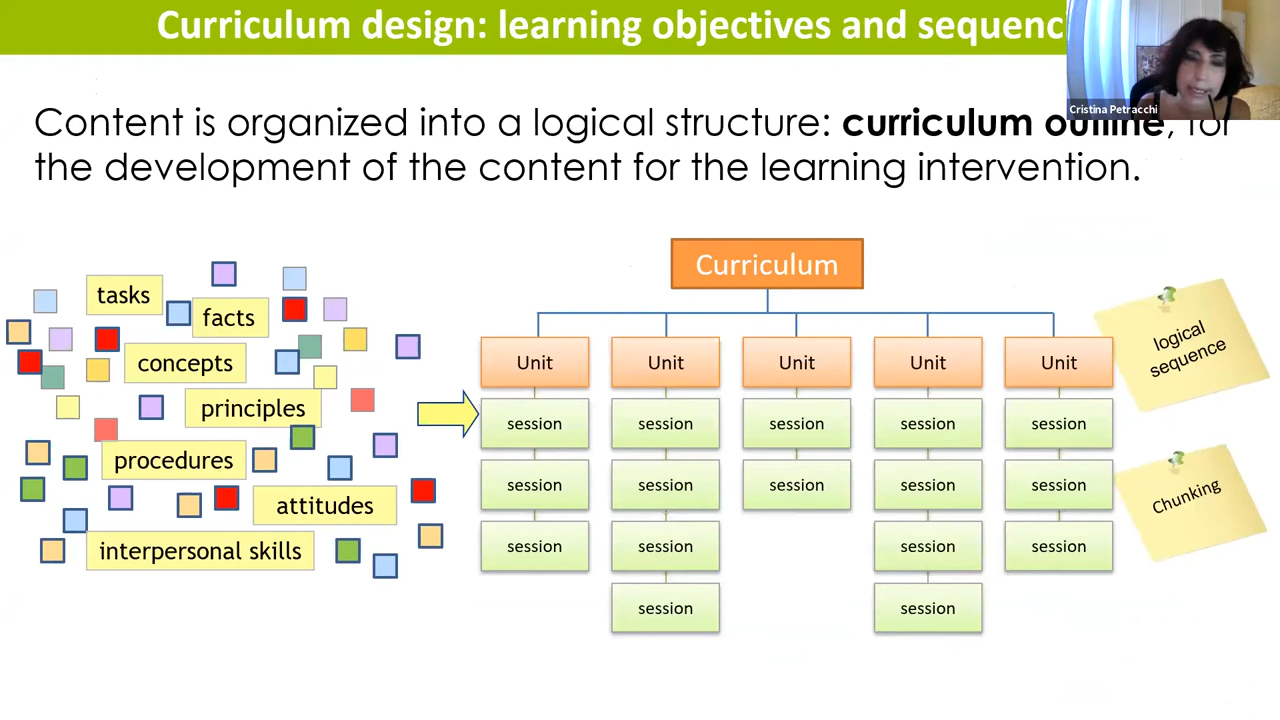 Curriculum design: learning objectives and sequenc
Cristina Petracchi
Content is organized into a logical structure: curriculum outline, for
the development of the content for the learning intervention.
tasks
facts
concepts
principles
procedures
attitudes
interpersonal skills
Curriculum
Unit Unit Unit Unit Unit
session session session session session
session session session session session
session session session session
session session
logical
sequence
Chunking